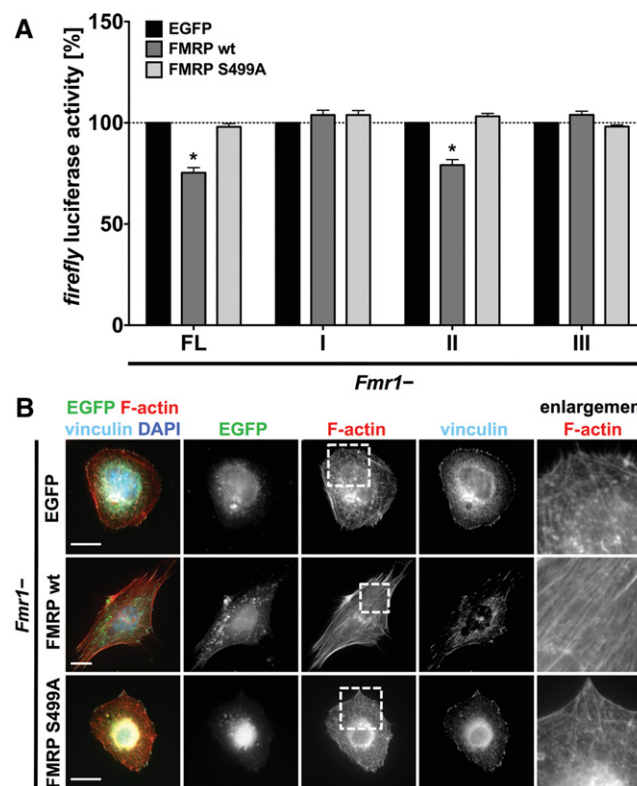 A
firefly luciferase activity [%]
150
100
50
0
EGFP
FMRP wt
FMRP S499A
*
*
FL I II III
Fmr1–
B
EGFP F-actin
vinculin DAPI
EGFP
F-actin
vinculin
enlargement
F-actin
Fmr1–
EGFP
FMRP wt
FMRP S499A